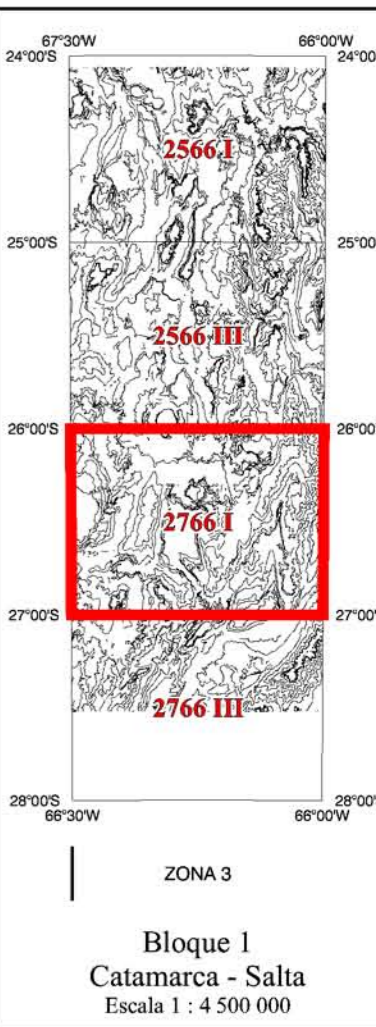 67°30'W 66°00'W
24°00'S 24°00'
2566 I
25°00'S 25°00'
2566 III
26°00'S 26°00'
2766 I
27°00'S 27°00'
2766 III
28°00'S 28°00'
66°30'W 66°00'W
ZONA 3
Bloque 1
Catamarca - Salta
Escala 1 : 4 500 000